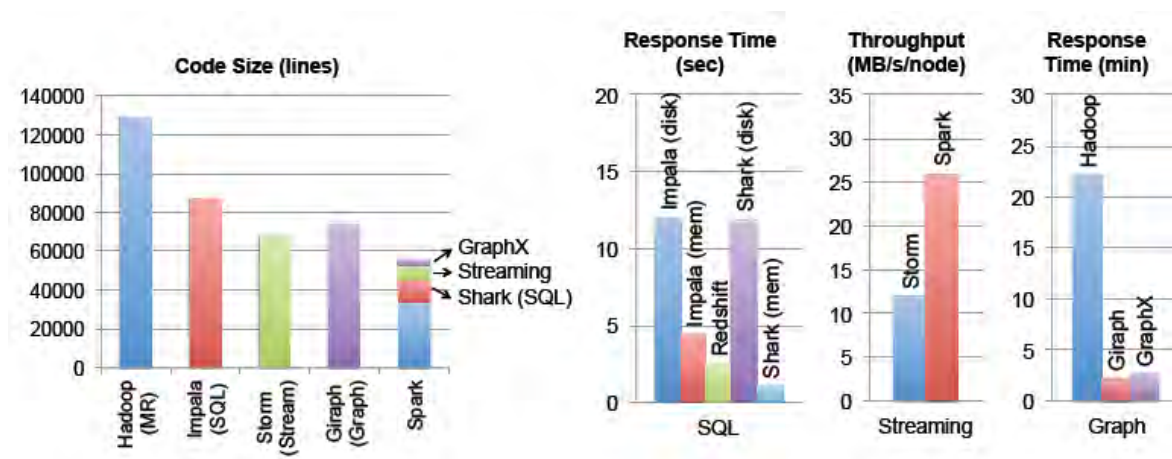 Code Size (lines)
140000
120000
100000
80000
60000
40000
20000
0
Hadoop
(MR)
Impala
(SQL)
Storm
(Stream)
Giraph
(Graph)
Spark
GraphX
Streaming
Shark (SQL)
Response Time
(sec)
20
15
10
5
0
Impala (disk)
Impala (mem)
Redshift
Shark (disk)
Shark (mem)
SQL
Throughput
(MB/s/node)
35
30
25
20
15
10
5
0
Storm
Spark
Streaming
Response
Time (min)
30
25
20
15
10
5
0
Hadoop
Giraph
GraphX
Graph